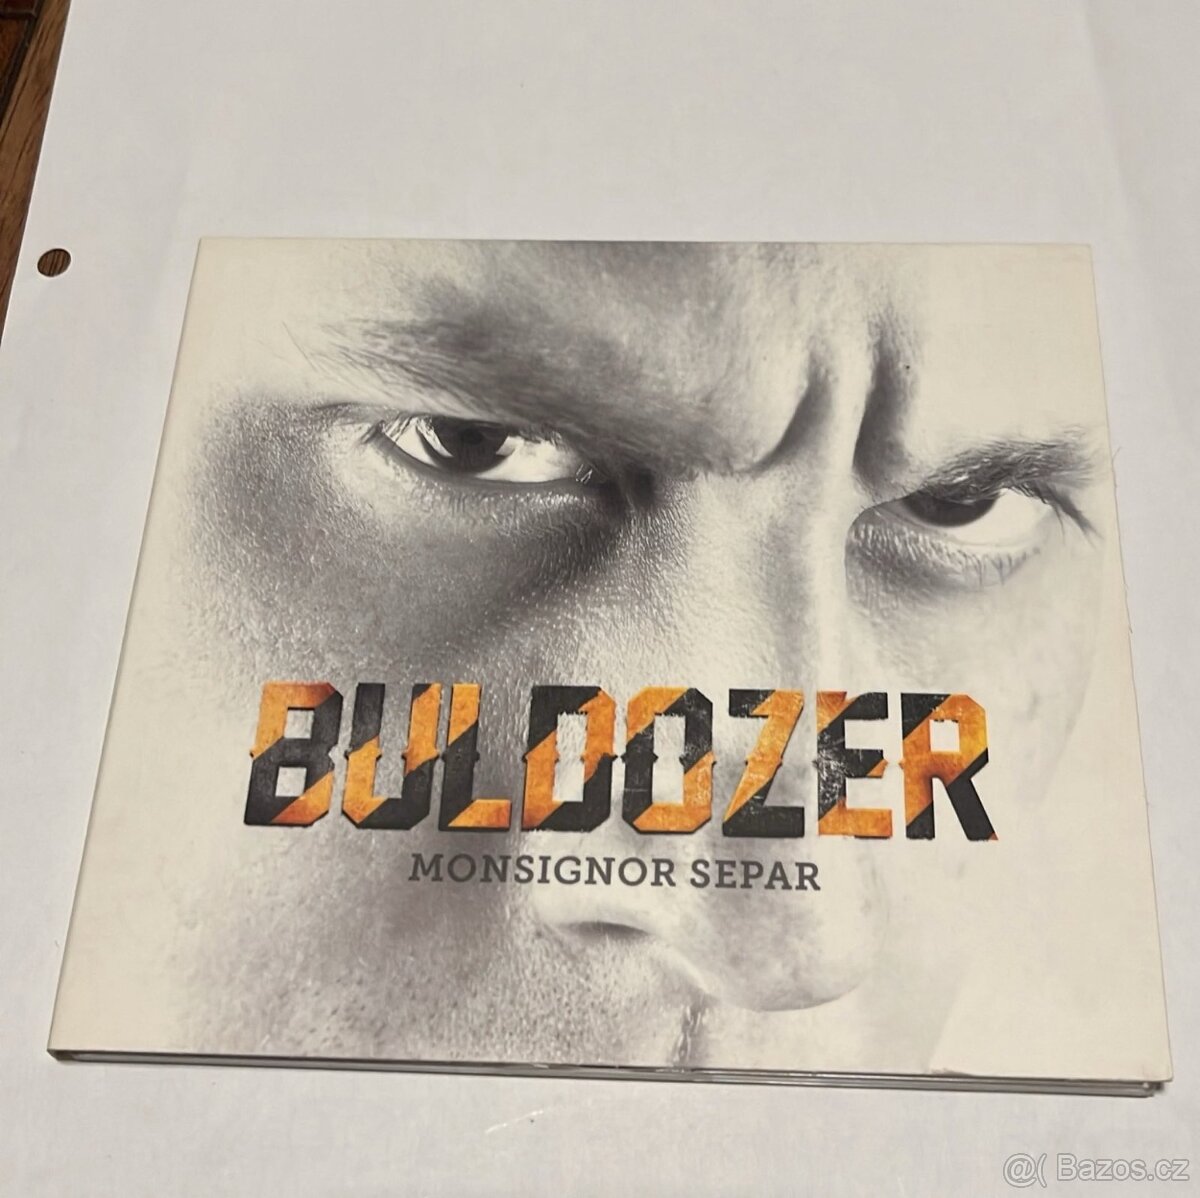 BULDOZER
MONSIGNOR SEPAR
@( Bazos.cz